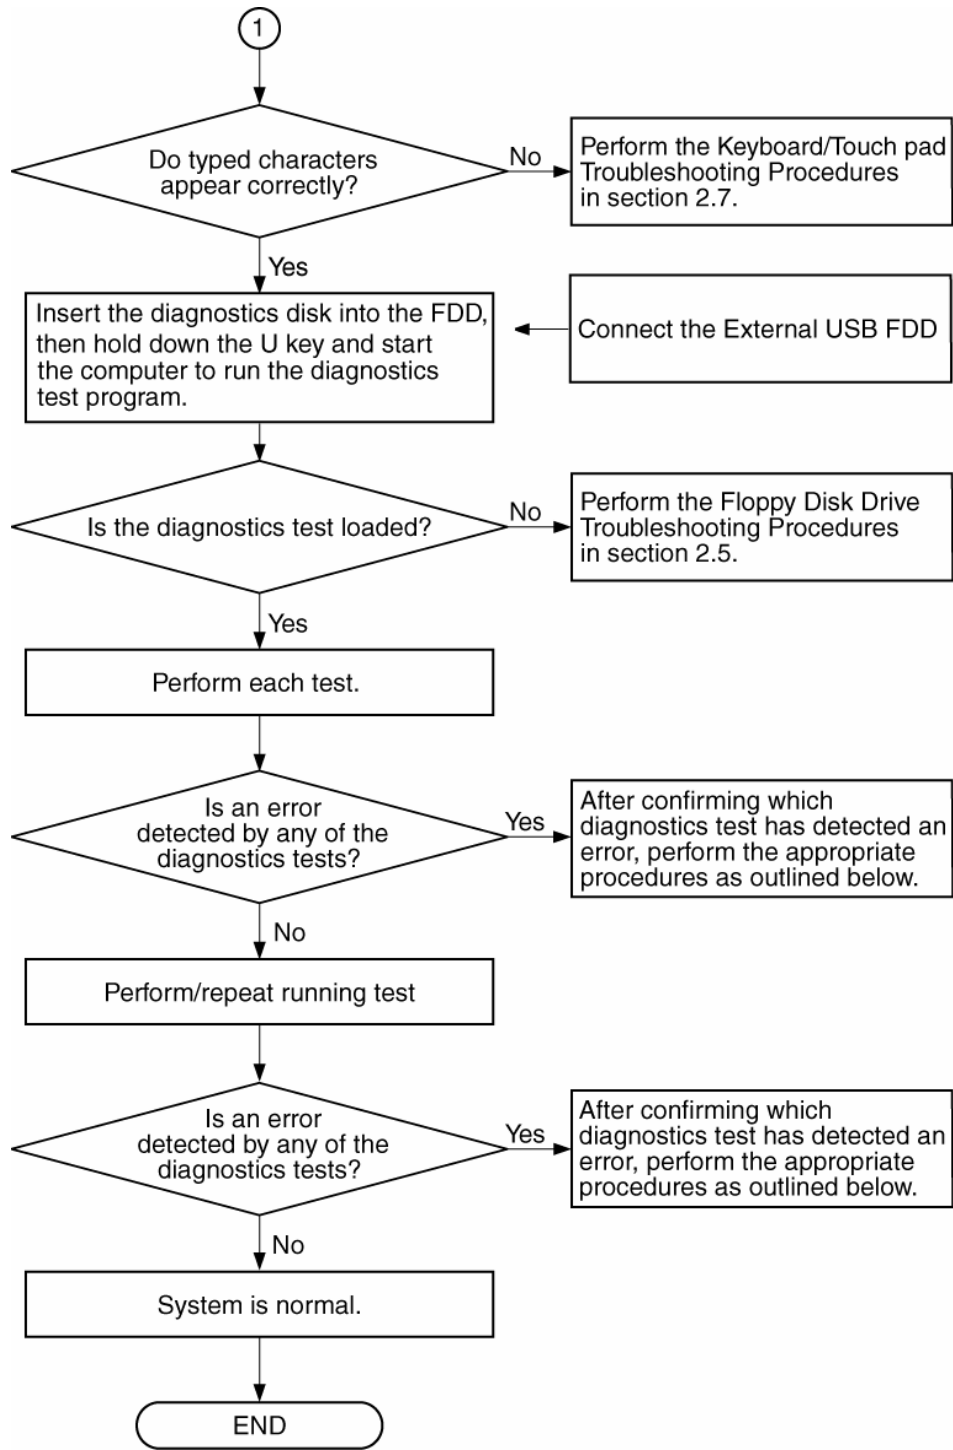 1
Do typed characters
appear correctly?
No
Perform the Keyboard/Touch pad
Troubleshooting Procedures
in section 2.7.
Yes
Insert the diagnostics disk into the FDD,
then hold down the U key and start
the computer to run the diagnostics
test program.
Connect the External USB FDD
Is the diagnostics test loaded?
No
Perform the Floppy Disk Drive
Troubleshooting Procedures
in section 2.5.
Yes
Perform each test.
Is an error
detected by any of the
diagnostics tests?
Yes
After confirming which
diagnostics test has detected an
error, perform the appropriate
procedures as outlined below.
No
Perform/repeat running test
Is an error
detected by any of the
diagnostics tests?
Yes
After confirming which
diagnostics test has detected an
error, perform the appropriate
procedures as outlined below.
No
System is normal.
END